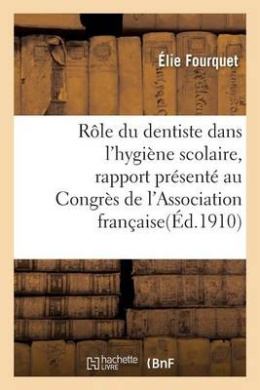 Élie Fourquet
Rôle du dentiste dans
l'hygiène scolaire,
rapport présenté au
Congrès de l'Association
française(Éd.1910)
hachette
LIVRE
{BnF